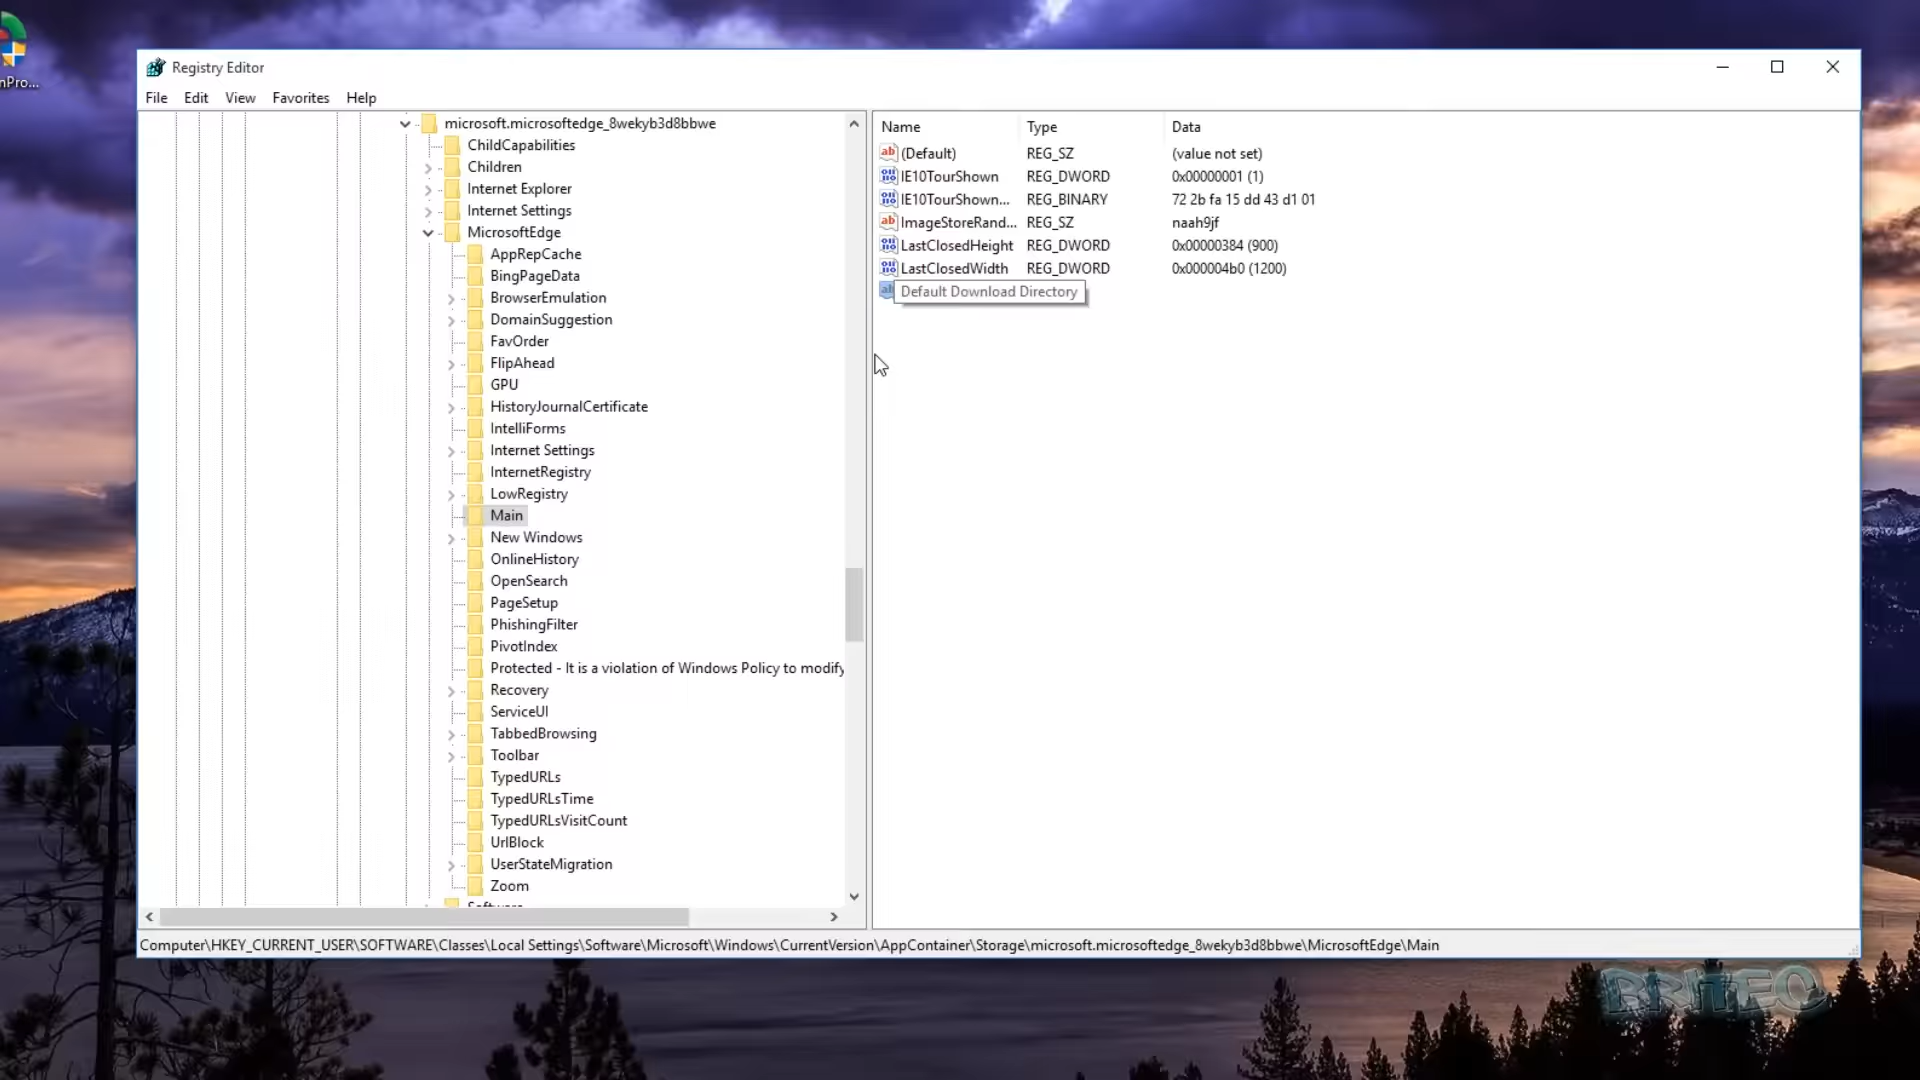 nPro...
Registry Editor
File Edit View Favorites Help
microsoft.microsoftedge_8wekyb3d8bbwe
ChildCapabilities
Children
Internet Explorer
Internet Settings
MicrosoftEdge
AppRepCache
BingPageData
BrowserEmulation
DomainSuggestion
FavOrder
FlipAhead
GPU
HistoryJournalCertificate
IntelliForms
Internet Settings
InternetRegistry
LowRegistry
Main
New Windows
OnlineHistory
OpenSearch
PageSetup
PhishingFilter
PivotIndex
Protected - It is a violation of Windows Policy to modify
Recovery
ServiceUI
TabbedBrowsing
Toolbar
TypedURLs
TypedURLsTime
TypedURLsVisitCount
UrlBlock
UserStateMigration
Zoom
Software
Name Type Data
(Default) REG_SZ (value not set)
IE10TourShown REG_DWORD 0x00000001 (1)
IE10TourShown... REG_BINARY 72 2b fa 15 dd 43 d1 01
ImageStoreRand... REG_SZ naah9jf
LastClosedHeight REG_DWORD 0x00000384 (900)
LastClosedWidth REG_DWORD 0x000004b0 (1200)
Default Download Directory
Computer\HKEY_CURRENT_USER\SOFTWARE\Classes\Local Settings\Software\Microsoft\Windows\CurrentVersion\AppContainer\Storage\microsoft.microsoftedge_8wekyb3d8bbwe\MicrosoftEdge\Main
BRITEC